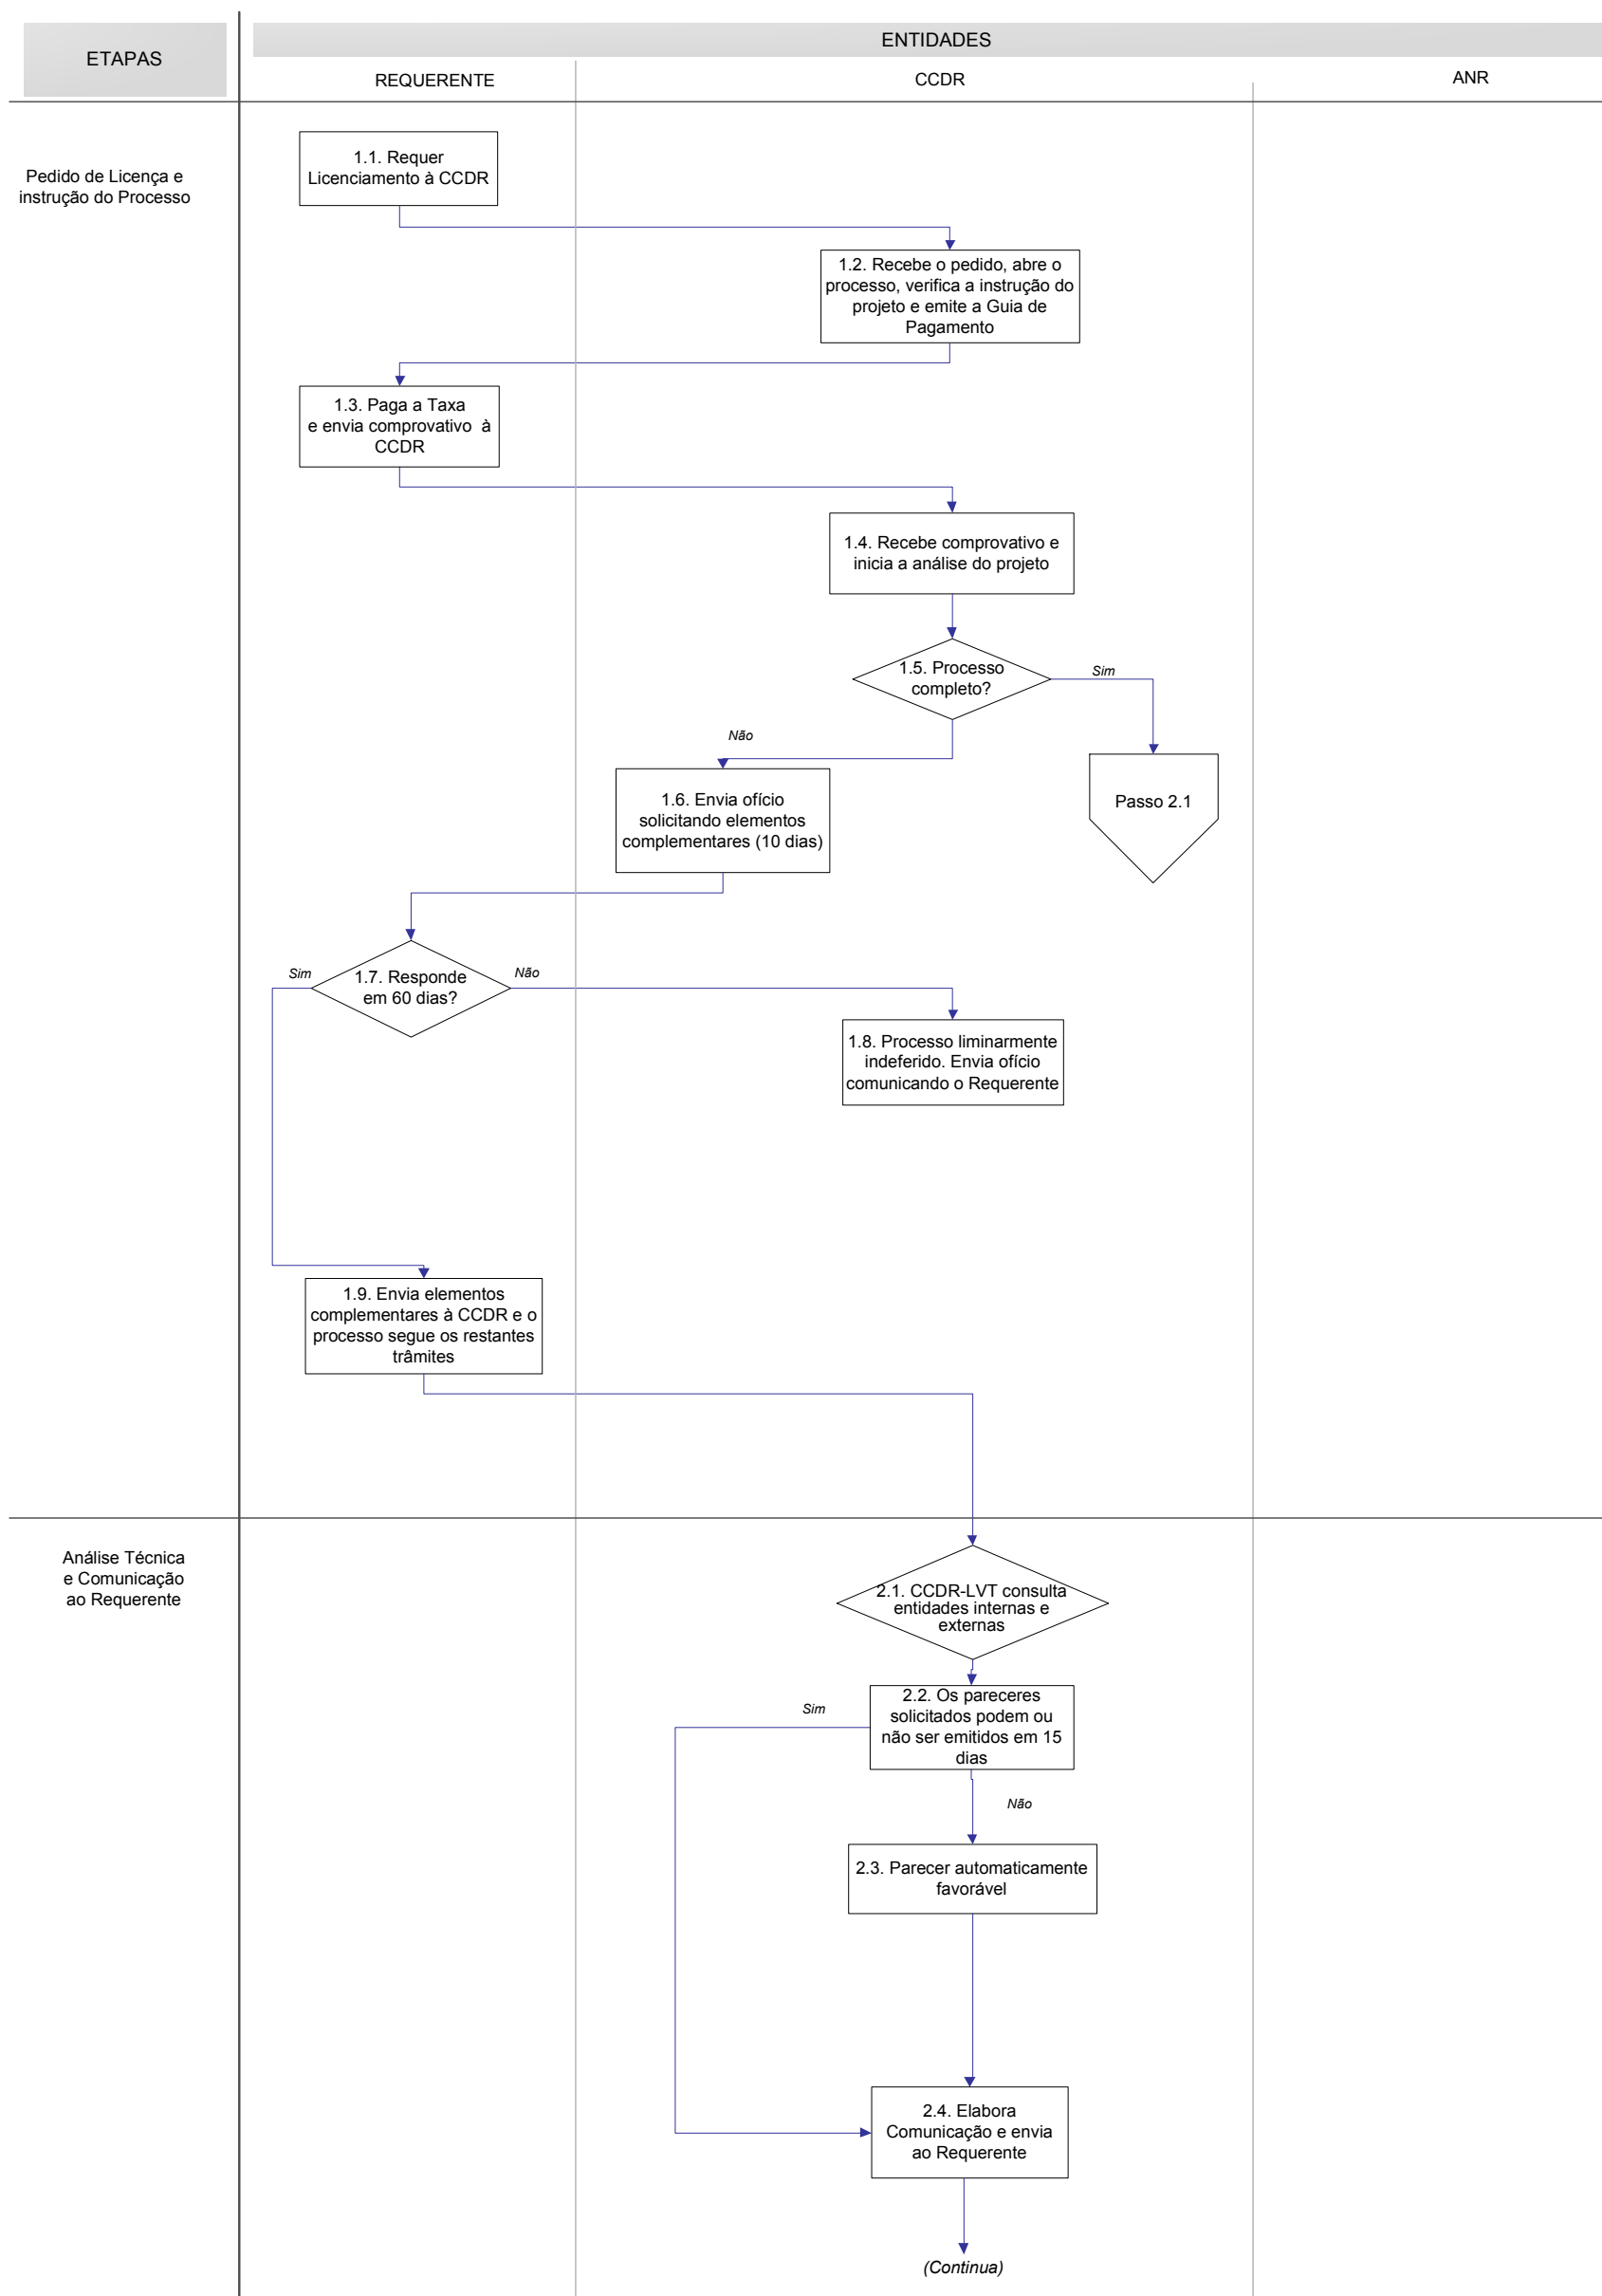 ETAPAS
ENTIDADES
REQUERENTE
CCDR
ANR
Pedido de Licença e
instrução do Processo
1.1. Requer
Licenciamento à CCDR
1.2. Recebe o pedido, abre o
processo, verifica a instrução do
projeto e emite a Guia de
Pagamento
1.3. Paga a Taxa
e envia comprovativo à
CCDR
1.4. Recebe comprovativo e
inicia a análise do projeto
1.5. Processo
completo?
Sim
Não
1.6. Envia ofício
solicitando elementos
complementares (10 dias)
Passo 2.1
Sim
1.7. Responde
em 60 dias?
Não
1.8. Processo liminarmente
indeferido. Envia ofício
comunicando o Requerente
1.9. Envia elementos
complementares à CCDR e o
processo segue os restantes
trâmites
Análise Técnica
e Comunicação
ao Requerente
2.1. CCDR-LVT consulta
entidades internas e
externas
2.2. Os pareceres
solicitados podem ou
não ser emitidos em 15
dias
Sim
Não
2.3. Parecer automaticamente
favorável
2.4. Elabora
Comunicação e envia
ao Requerente
(Continua)